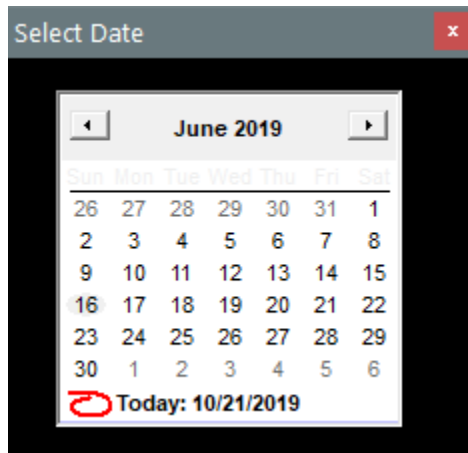 Select Date
x
June 2019
Sun Mon Tue Wed Thu Fri Sat
26 27 28 29 30 31 1
2 3 4 5 6 7 8
9 10 11 12 13 14 15
16 17 18 19 20 21 22
23 24 25 26 27 28 29
30 1 2 3 4 5 6
Today: 10/21/2019